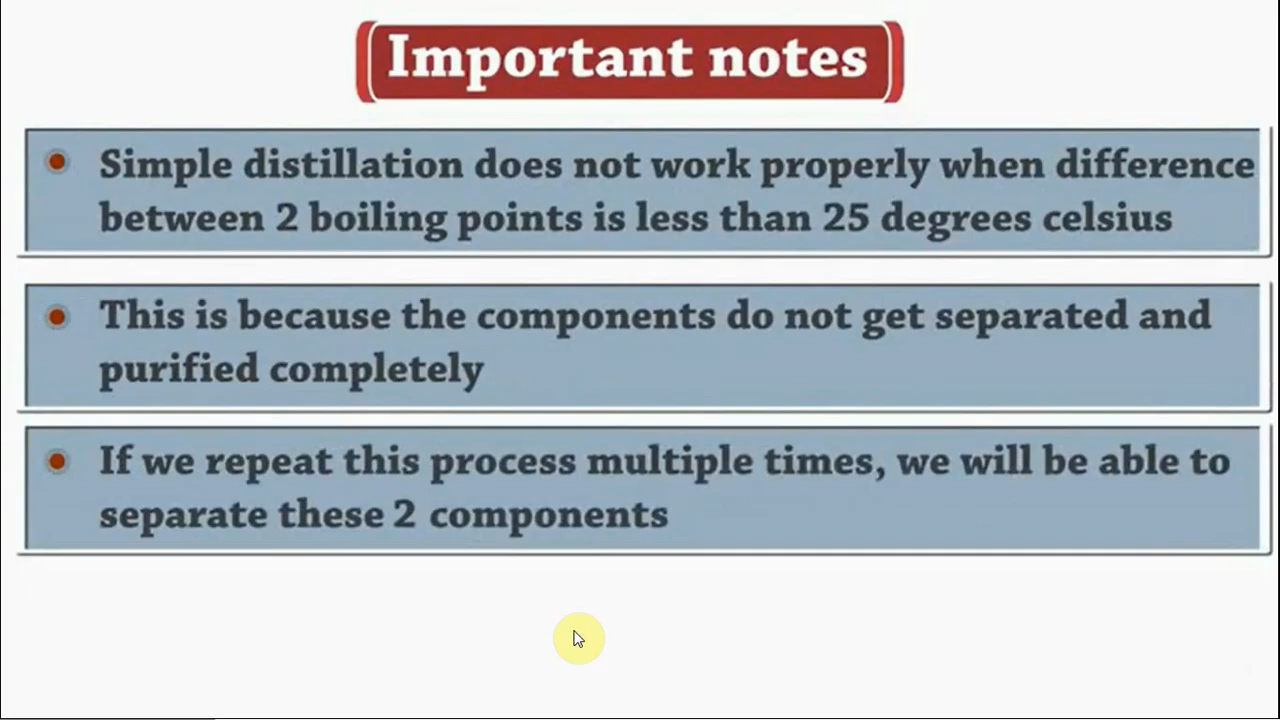 Important notes
Simple distillation does not work properly when difference
between 2 boiling points is less than 25 degrees celsius
This is because the components do not get separated and
purified completely
If we repeat this process multiple times, we will be able to
separate these 2 components